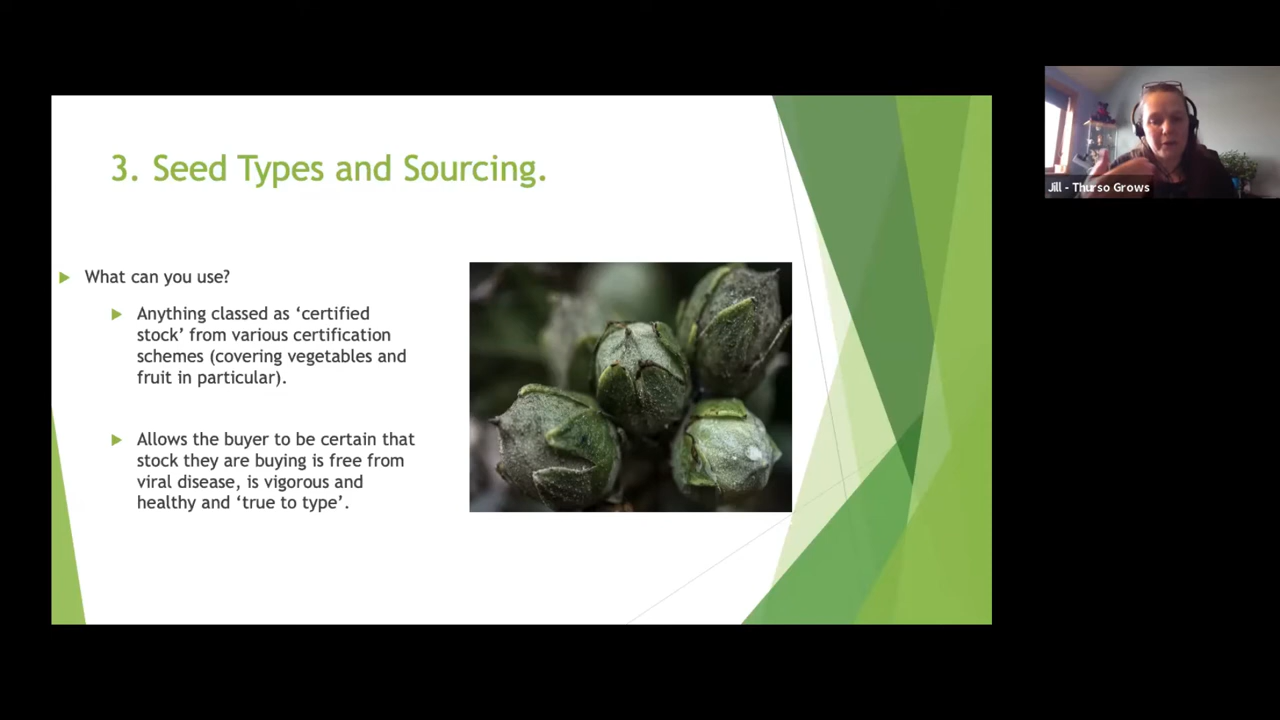 3. Seed Types and Sourcing.
What can you use?
Anything classed as ‘certified
stock’ from various certification
schemes (covering vegetables and
fruit in particular).
Allows the buyer to be certain that
stock they are buying is free from
viral disease, is vigorous and
healthy and ‘true to type’.
Jill - Thurso Grows